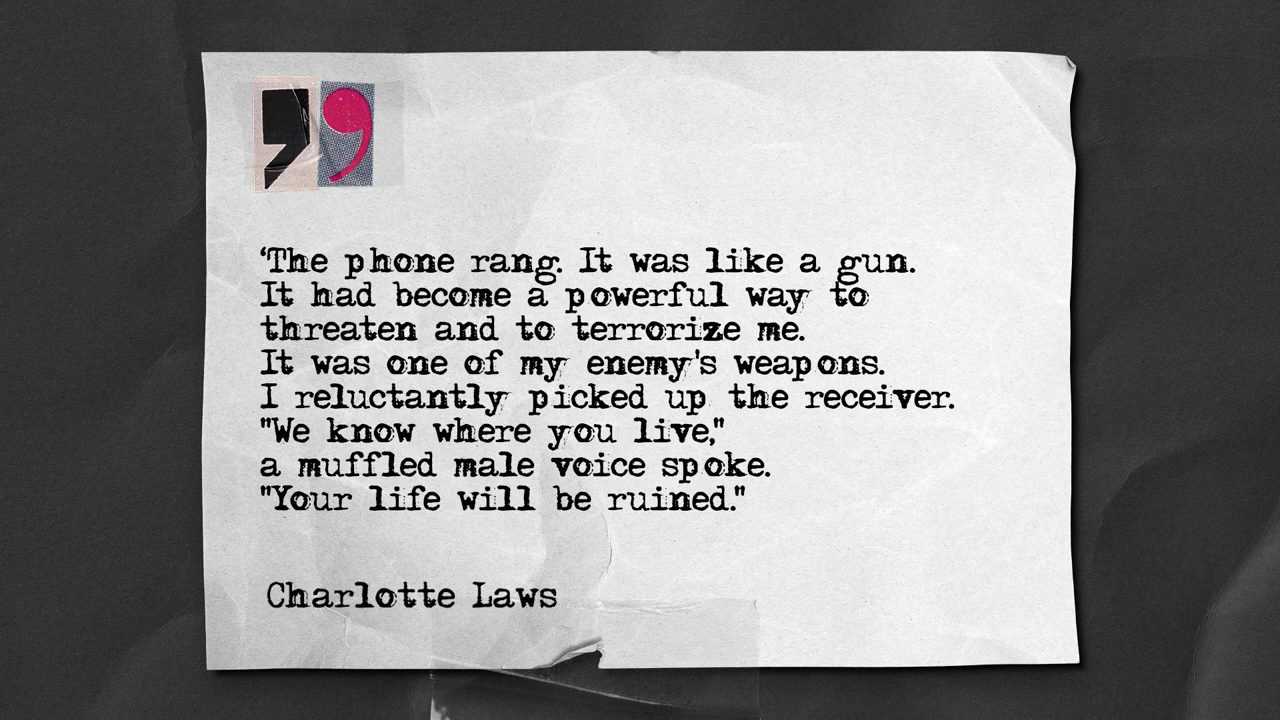 ‘The phone rang. It was like a gun.
It had become a powerful way to
threaten and to terrorize me.
It was one of my enemy's weapons.
I reluctantly picked up the receiver.
"We know where you live,"
a muffled male voice spoke.
"Your life will be ruined."
Charlotte Laws